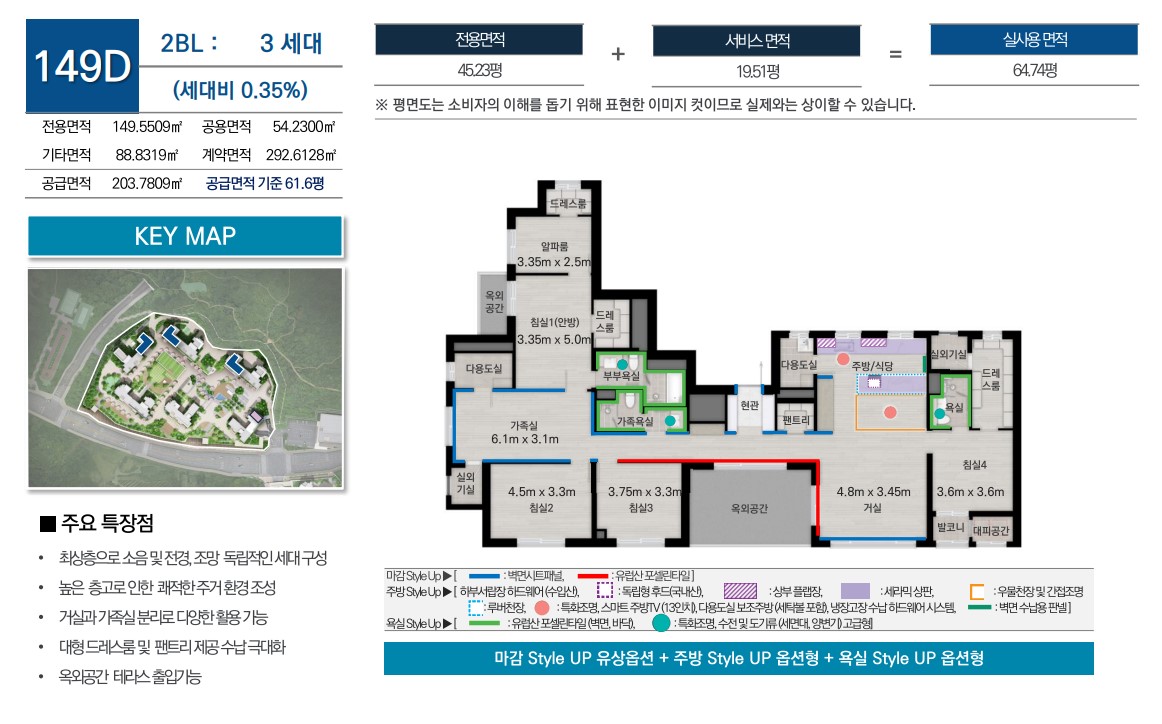 149D
2BL : 3 세대
(세대비 0.35%)
전용면적 149.5509㎡ 공용면적 54.2300㎡
기타면적 88.8319㎡ 계약면적 292.6128㎡
공급면적 203.7809㎡ 공급면적 기준 61.6평
전용면적 + 서비스 면적 = 실사용 면적
45.23평 19.51평 64.74평
※ 평면도는 소비자의 이해를 돕기 위해 표현한 이미지 컷이므로 실제와는 상이할 수 있습니다.
KEY MAP
■ 주요 특장점
• 최상층으로 소음 및 전경, 조망 독립적인 세대 구성
• 높은 층고로 인한 쾌적한 주거 환경 조성
• 거실과 가족실 분리로 다양한 활용 가능
• 대형 드레스룸 및 팬트리 제공 수납 극대화
• 옥외공간 테라스 출입가능
드레스룸
알파룸
3.35m x 2.5m
옥외
공간
침실1(안방)
3.35m x 5.0m
드레
스룸
다용도실
부부욕실
가족욕실
가족실
6.1m x 3.1m
현관
팬트리
다용도실
주방/식당
실외기실
드레
스룸
욕실
실외
기실
4.5m x 3.3m
침실2
3.75m x 3.3m
침실3
옥외공간
4.8m x 3.45m
거실
침실4
3.6m x 3.6m
발코니
대피공간
마감 Style Up ▶ [ : 벽면시트패널, : 유럽산 포셀린타일 ]
주방 Style Up ▶ [ 하부서랍장 하드웨어 (수입산), : 독립형 후드(국내산), : 상부 플랩장, : 세라믹 상판, : 우물천장 및 간접조명
: 루버천장, : 특화조명, 스마트 주방TV (13인치), 다용도실 보조주방 (세탁볼 포함), 냉장고장 수납 하드웨어 시스템, : 벽면 수납용 판넬 ]
욕실 Style Up ▶ [ : 유럽산 포셀린타일 (벽면, 바닥), : 특화조명, 수전 및 도기류 (세면대, 양변기) 고급형]
마감 Style UP 유상옵션 + 주방 Style UP 옵션형 + 욕실 Style UP 옵션형